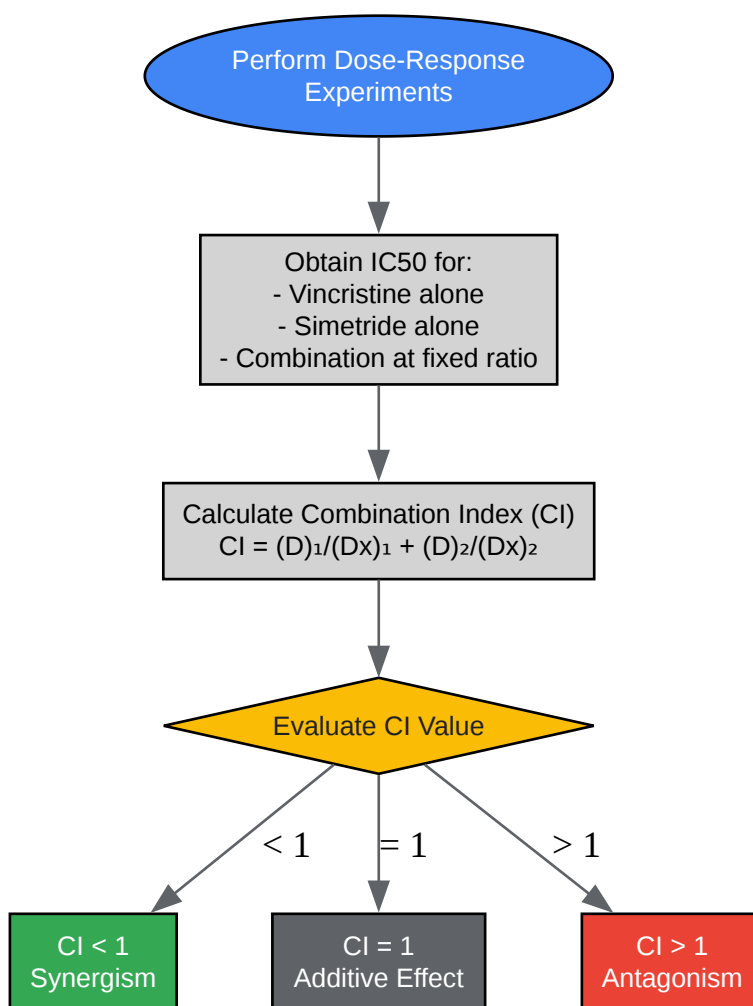 Perform Dose-Response
Experiments
Obtain IC50 for:
- Vincristine alone
- Simetride alone
- Combination at fixed ratio
Calculate Combination Index (CI)
CI = (D)₁/(Dx)₁ + (D)₂/(Dx)₂
Evaluate CI Value
< 1
= 1
> 1
CI < 1
Synergism
CI = 1
Additive Effect
CI > 1
Antagonism